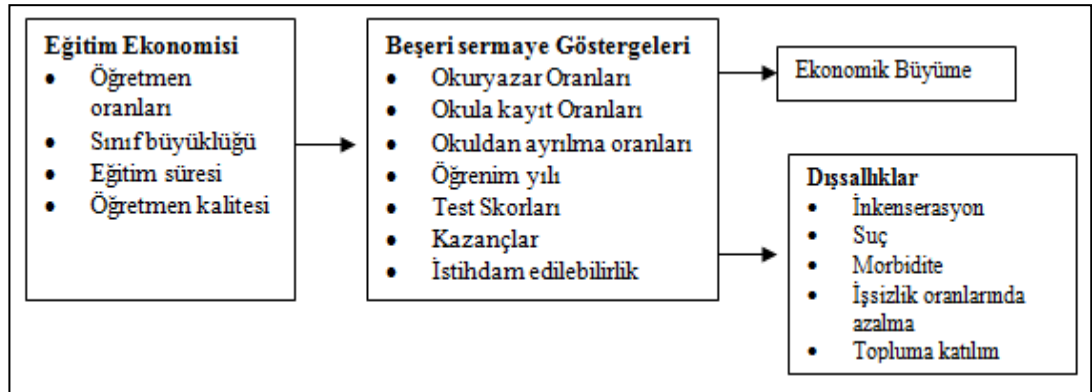 Eğitim Ekonomisi
• Öğretmen
oranları
• Sınıf büyüklüğü
• Eğitim süresi
• Öğretmen kalitesi
Beşeri sermaye Göstergeleri
• Okuryazar Oranları
• Okula kayıt Oranları
• Okuldan ayrılma oranları
• Öğrenim yılı
• Test Skorları
• Kazançlar
• İstihdam edilebilirlik
Ekonomik Büyüme
Dışsallıklar
• İnkenserasyon
• Suç
• Morbidite
• İşsizlik oranlarında
azalma
• Topluma katılım